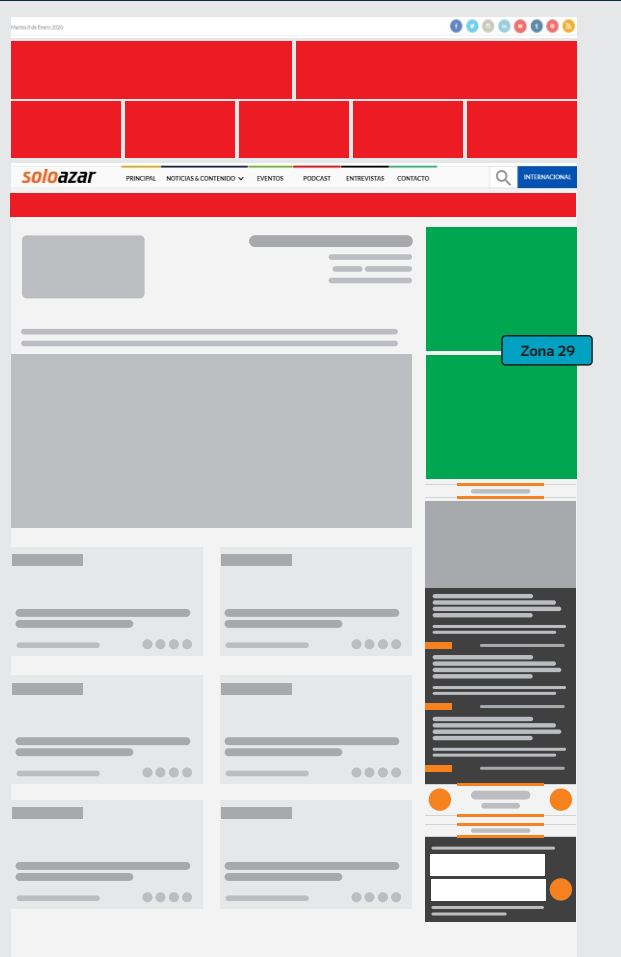 Martes 8 de Enero 2020
soloazar
PRINCIPAL NOTICIAS & CONTENIDO EVENTOS PODCAST ENTREVISTAS CONTACTO
INTERNACIONAL
Zona 29